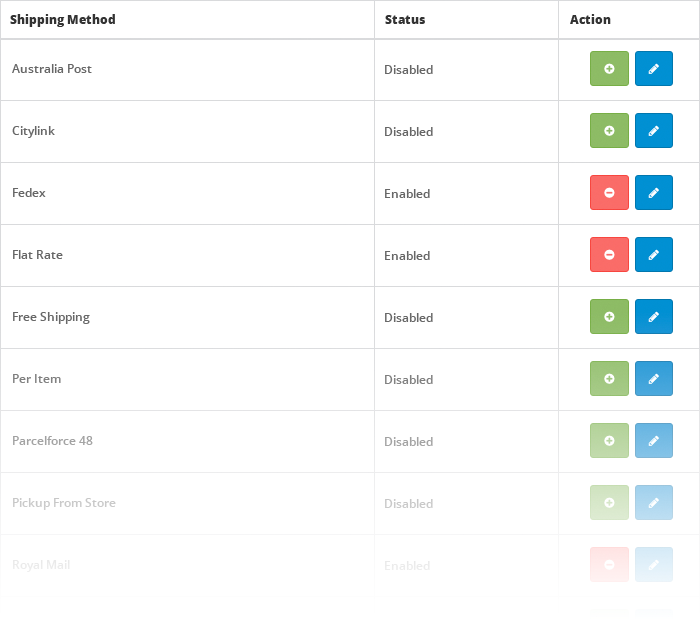 Shipping Method Status Action
Australia Post Disabled
Citylink Disabled
Fedex Enabled
Flat Rate Enabled
Free Shipping Disabled
Per Item Disabled
Parcelforce 48 Disabled
Pickup From Store Disabled
Royal Mail Enabled